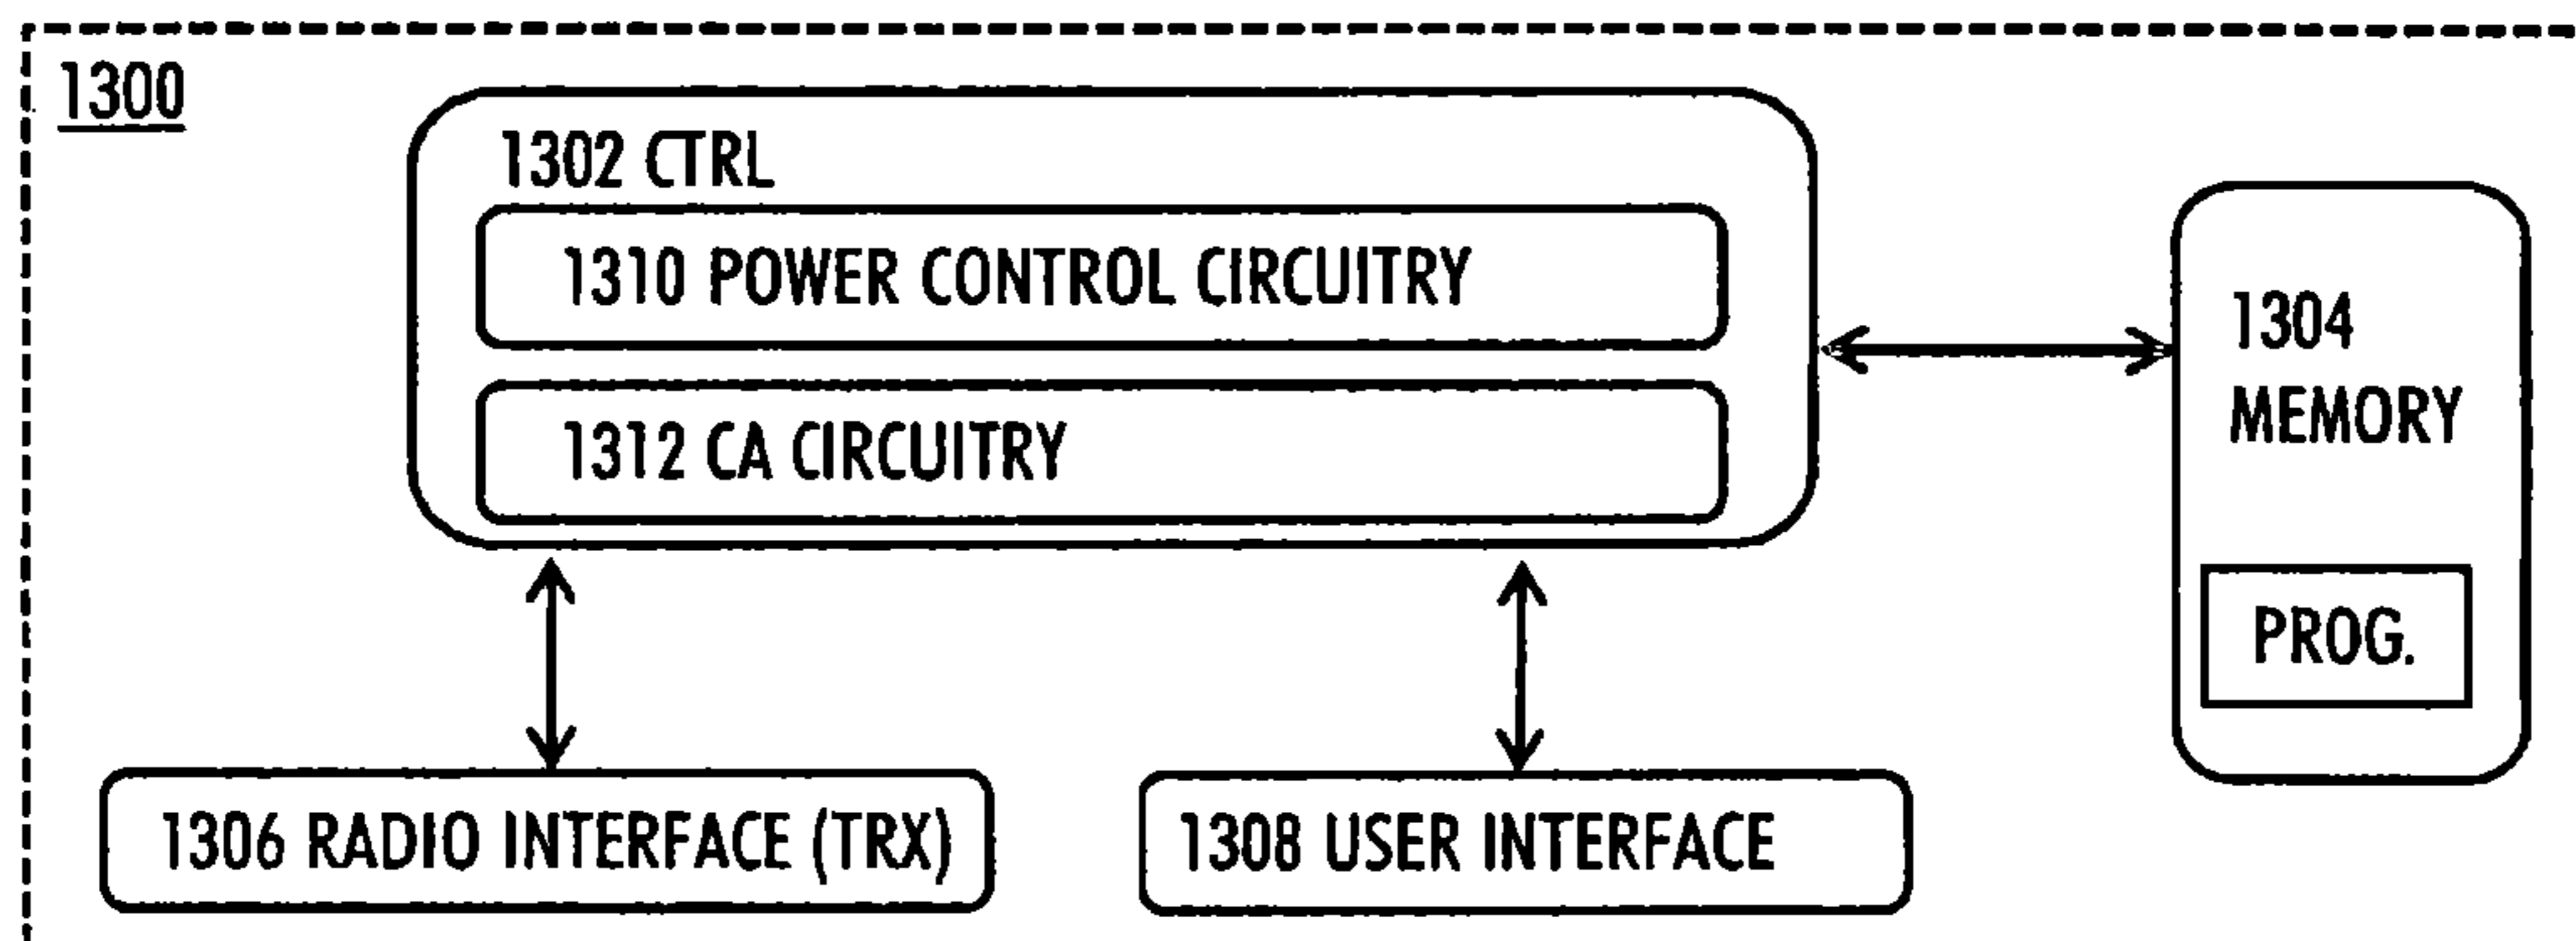 1300
1302 CTRL
1310 POWER CONTROL CIRCUITRY
1312 CA CIRCUITRY
1304
MEMORY
PROG.
1306 RADIO INTERFACE (TRX)
1308 USER INTERFACE